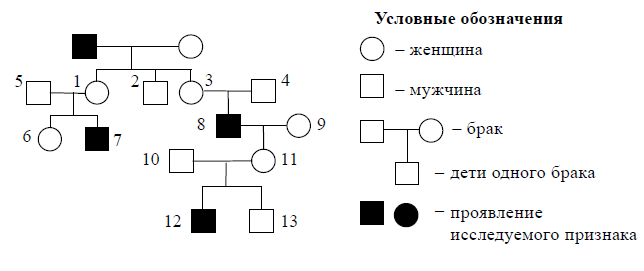 Условные обозначения
– женщина
– мужчина
– брак
– дети одного брака
– проявление
исследуемого признака
5 1 2 3 4
6 7 8 9
10 11
12 13